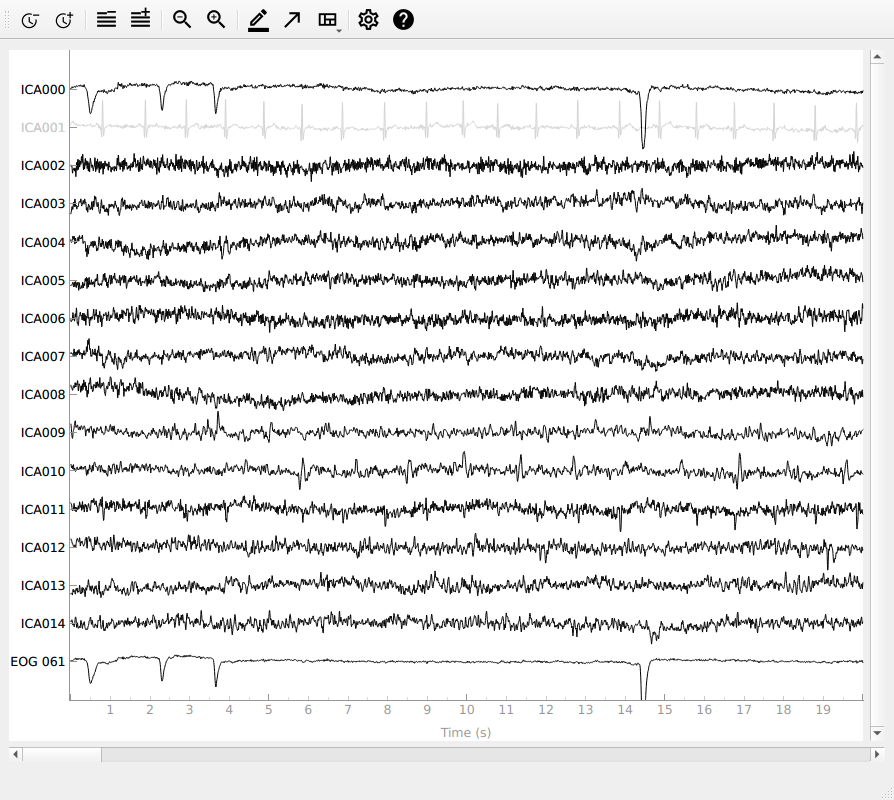 ICA000
ICA001
ICA002
ICA003
ICA004
ICA005
ICA006
ICA007
ICA008
ICA009
ICA010
ICA011
ICA012
ICA013
ICA014
EOG 061
1 2 3 4 5 6 7 8 9 10 11 12 13 14 15 16 17 18 19
Time (s)